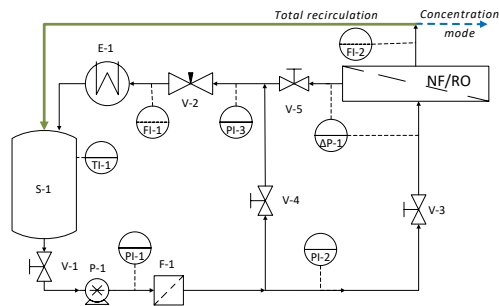 Total recirculation
Concentration
mode
E-1
FI-2
NF/RO
V-2
V-5
FI-1
PI-3
ΔP-1
TI-1
S-1
V-4
V-3
V-1
P-1
PI-1
F-1
PI-2